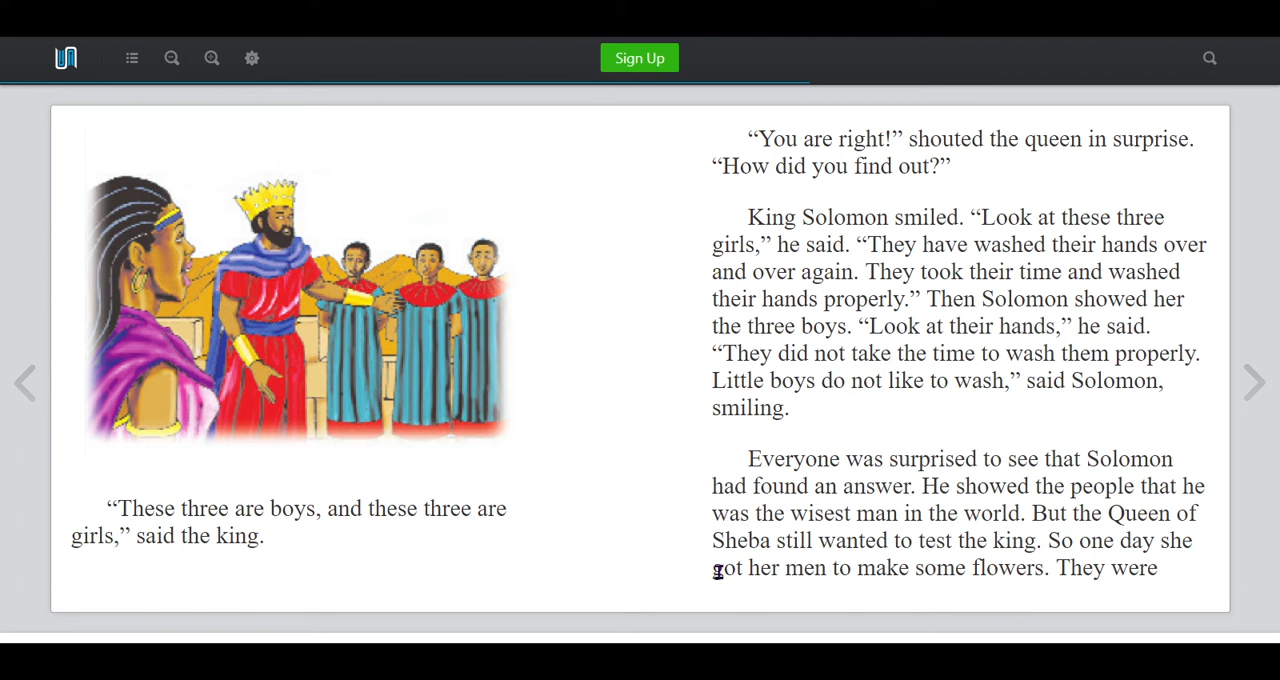 Sign Up
“These three are boys, and these three are
girls,” said the king.
“You are right!” shouted the queen in surprise.
“How did you find out?”
King Solomon smiled. “Look at these three
girls,” he said. “They have washed their hands over
and over again. They took their time and washed
their hands properly.” Then Solomon showed her
the three boys. “Look at their hands,” he said.
“They did not take the time to wash them properly.
Little boys do not like to wash,” said Solomon,
smiling.
Everyone was surprised to see that Solomon
had found an answer. He showed the people that he
was the wisest man in the world. But the Queen of
Sheba still wanted to test the king. So one day she
got her men to make some flowers. They were